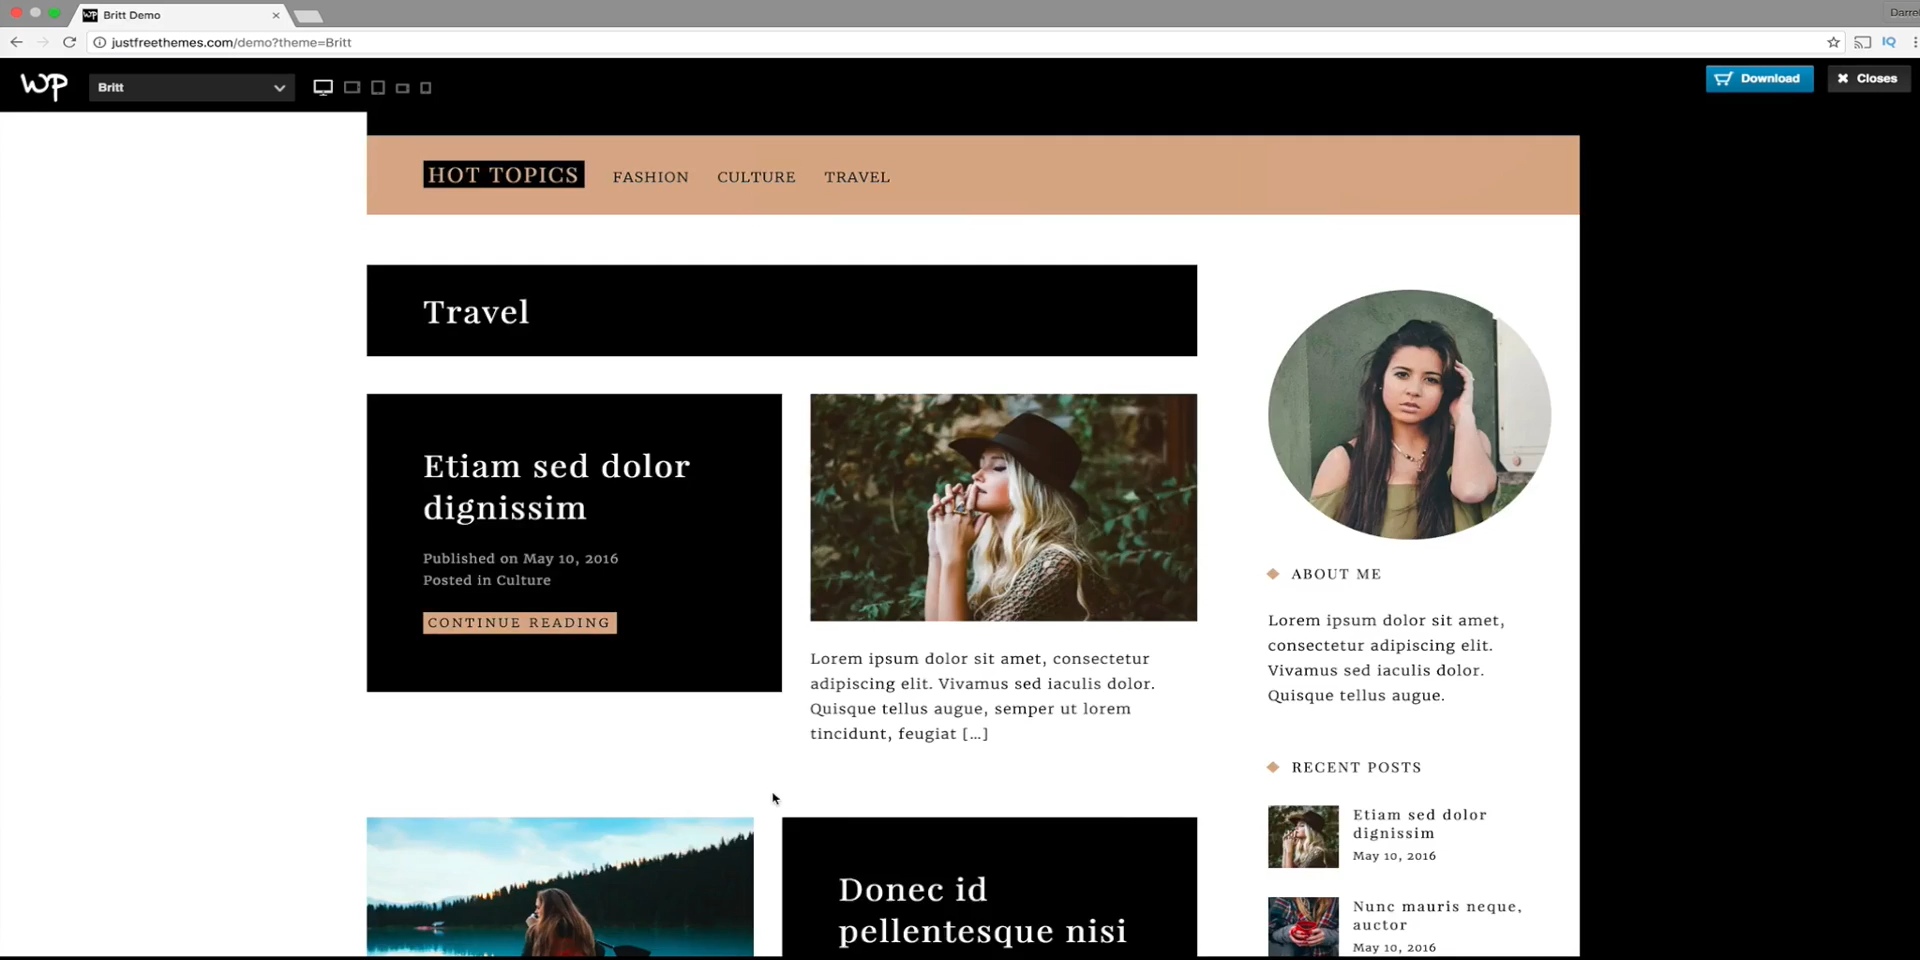 Britt Demo
justfreethemes.com/demo?theme=Britt
IQ
WP
Britt
Download
Closes
HOT TOPICS
FASHION
CULTURE
TRAVEL
Travel
Etiam sed dolor
dignissim
Published on May 10, 2016
Posted in Culture
CONTINUE READING
Lorem ipsum dolor sit amet, consectetur
adipiscing elit. Vivamus sed iaculis dolor.
Quisque tellus augue, semper ut lorem
tincidunt, feugiat [...]
Donec id
pellentesque nisi
ABOUT ME
Lorem ipsum dolor sit amet,
consectetur adipiscing elit.
Vivamus sed iaculis dolor.
Quisque tellus augue.
RECENT POSTS
Etiam sed dolor
dignissim
May 10, 2016
Nunc mauris neque,
auctor
May 10, 2016